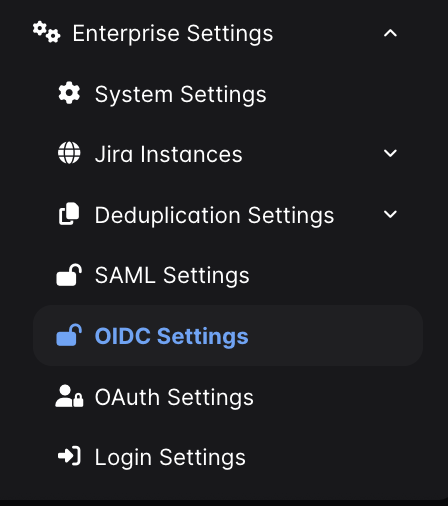 Enterprise Settings
System Settings
Jira Instances
Deduplication Settings
SAML Settings
OIDC Settings
OAuth Settings
Login Settings